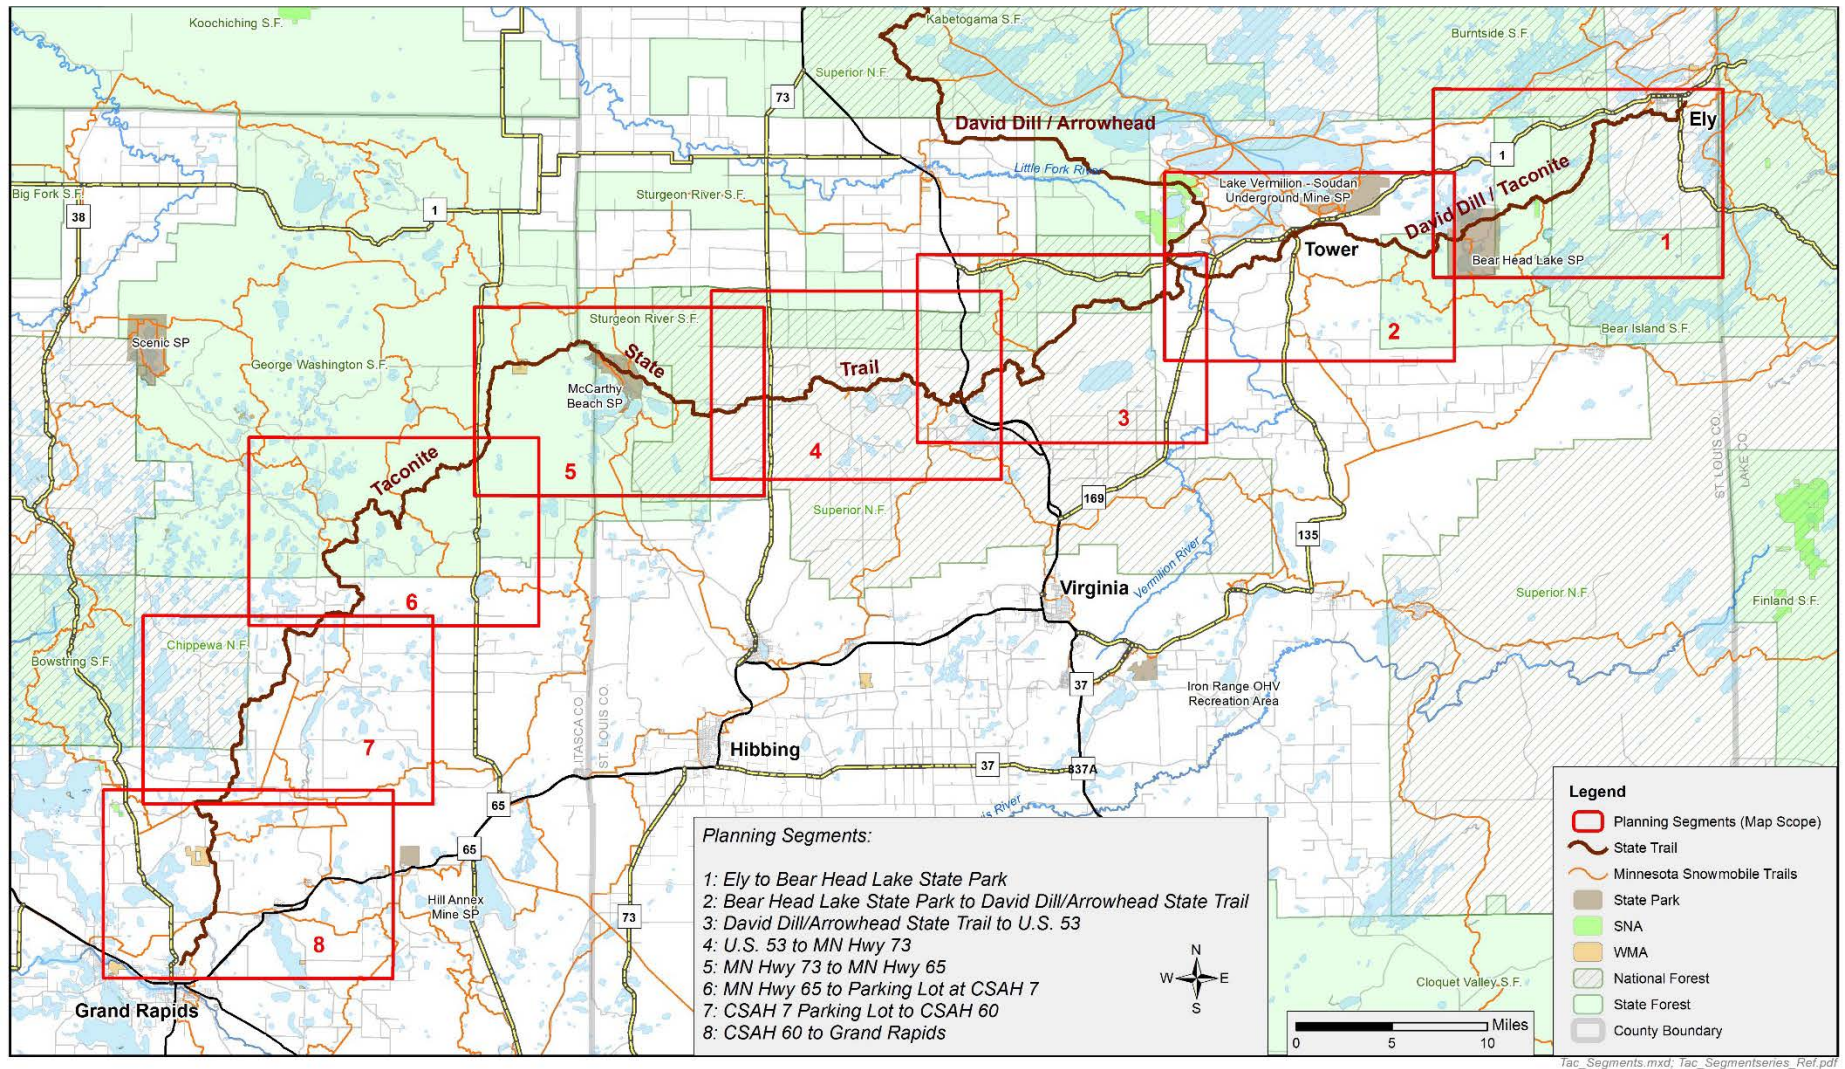 Koochiching S.F.
Kabetogama S.F.
Burntside S.F.
Superior N.F.
73
David Dill / Arrowhead
Ely
1
Little Fork River
Lake Vermilion - Soudan
Underground Mine SP
David Dill / Taconite
Big Fork S.F.
38
1
Sturgeon River S.F.
Tower
1
Bear Head Lake SP
2
Bear Island S.F.
Scenic SP
Sturgeon River S.F.
George Washington S.F.
State
Trail
McCarthy
Beach SP
3
4
5
Taconite
ST. LOUIS CO.
LAKE CO
169
Superior N.F.
135
Vermilion River
Virginia
6
Superior N.F.
Finland S.F.
Chippewa N.F.
Bowstring S.F.
37
Iron Range OHV
Recreation Area
ITASCA CO.
ST. LOUIS CO.
7
Hibbing
37
837A
65
65
is River
Hill Annex
Mine SP
73
8
Grand Rapids
Cloquet Valley S.F.
Planning Segments:
1: Ely to Bear Head Lake State Park
2: Bear Head Lake State Park to David Dill/Arrowhead State Trail
3: David Dill/Arrowhead State Trail to U.S. 53
4: U.S. 53 to MN Hwy 73
5: MN Hwy 73 to MN Hwy 65
6: MN Hwy 65 to Parking Lot at CSAH 7
7: CSAH 7 Parking Lot to CSAH 60
8: CSAH 60 to Grand Rapids
N
W E
S
Miles
0 5 10
Legend
Planning Segments (Map Scope)
State Trail
Minnesota Snowmobile Trails
State Park
SNA
WMA
National Forest
State Forest
County Boundary
Tac_Segments.mxd; Tac_Segmentseries_Ref.pdf